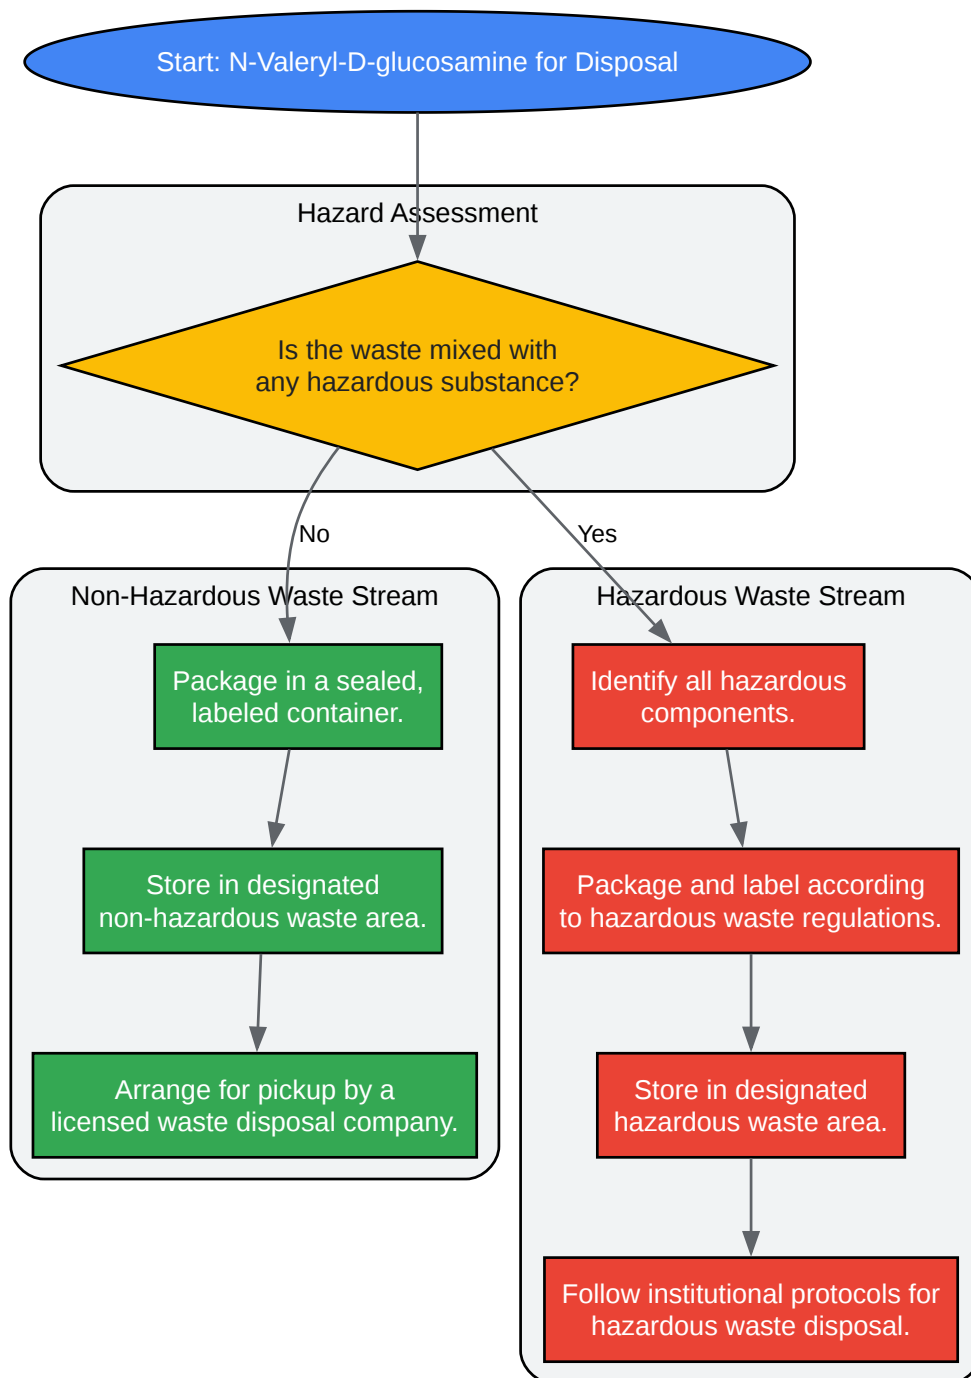 Start: N-Valeryl-D-glucosamine for Disposal
Hazard Assessment
Is the waste mixed with
any hazardous substance?
No
Yes
Non-Hazardous Waste Stream
Package in a sealed,
labeled container.
Store in designated
non-hazardous waste area.
Arrange for pickup by a
licensed waste disposal company.
Hazardous Waste Stream
Identify all hazardous
components.
Package and label according
to hazardous waste regulations.
Store in designated
hazardous waste area.
Follow institutional protocols for
hazardous waste disposal.